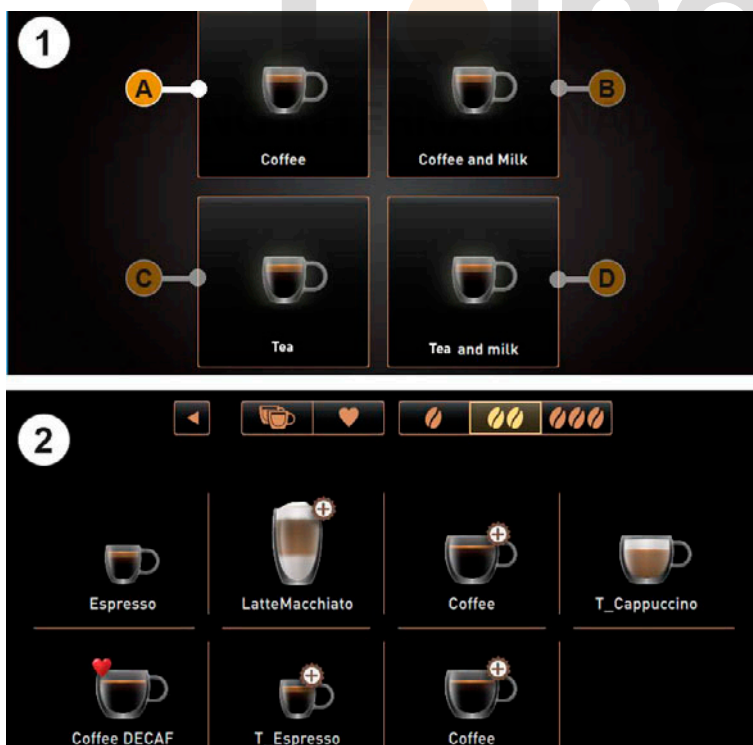 1
A
B
Coffee
Coffee and Milk
C
D
Tea
Tea and milk
2
Espresso
LatteMacchiato
Coffee
T_Cappuccino
Coffee DECAF
T_Espresso
Coffee